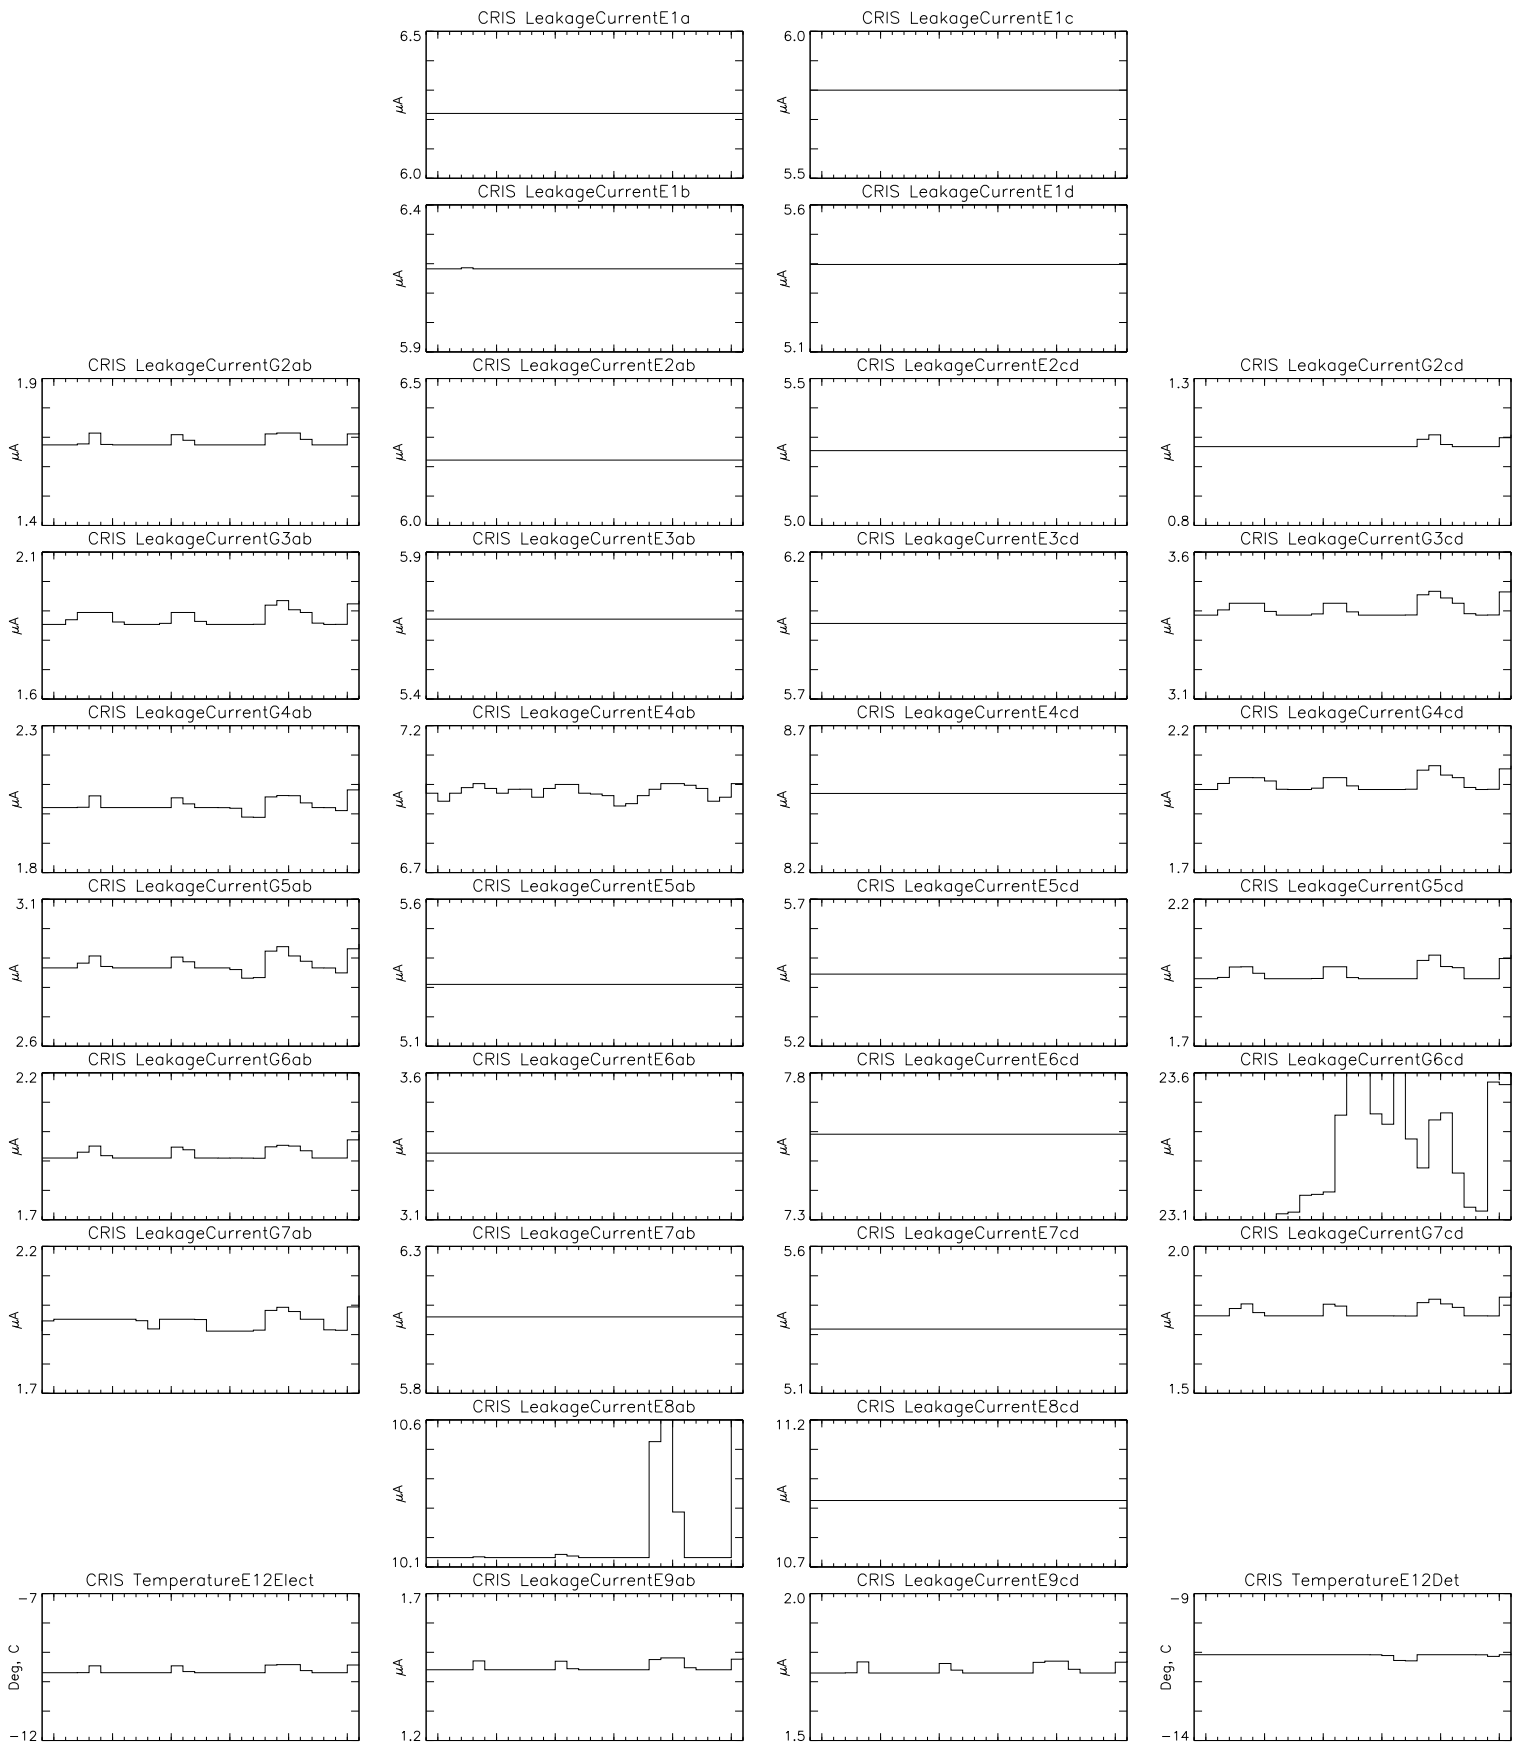 CRIS LeakageCurrentE1a
6.5
μA
6.0
CRIS LeakageCurrentE1c
6.0
μA
5.5
CRIS LeakageCurrentE1b
6.4
μA
5.9
CRIS LeakageCurrentE1d
5.6
μA
5.1
CRIS LeakageCurrentG2ab
1.9
μA
1.4
CRIS LeakageCurrentE2ab
6.5
μA
6.0
CRIS LeakageCurrentE2cd
5.5
μA
5.0
CRIS LeakageCurrentG2cd
1.3
μA
0.8
CRIS LeakageCurrentG3ab
2.1
μA
1.6
CRIS LeakageCurrentE3ab
5.9
μA
5.4
CRIS LeakageCurrentE3cd
6.2
μA
5.7
CRIS LeakageCurrentG3cd
3.6
μA
3.1
CRIS LeakageCurrentG4ab
2.3
μA
1.8
CRIS LeakageCurrentE4ab
7.2
μA
6.7
CRIS LeakageCurrentE4cd
8.7
μA
8.2
CRIS LeakageCurrentG4cd
2.2
μA
1.7
CRIS LeakageCurrentG5ab
3.1
μA
2.6
CRIS LeakageCurrentE5ab
5.6
μA
5.1
CRIS LeakageCurrentE5cd
5.7
μA
5.2
CRIS LeakageCurrentG5cd
2.2
μA
1.7
CRIS LeakageCurrentG6ab
2.2
μA
1.7
CRIS LeakageCurrentE6ab
3.6
μA
3.1
CRIS LeakageCurrentE6cd
7.8
μA
7.3
CRIS LeakageCurrentG6cd
23.6
μA
23.1
CRIS LeakageCurrentG7ab
2.2
μA
1.7
CRIS LeakageCurrentE7ab
6.3
μA
5.8
CRIS LeakageCurrentE7cd
5.6
μA
5.1
CRIS LeakageCurrentG7cd
2.0
μA
1.5
CRIS LeakageCurrentE8ab
10.6
μA
10.1
CRIS LeakageCurrentE8cd
11.2
μA
10.7
CRIS TemperatureE12Elect
-7
Deg, C
-12
CRIS LeakageCurrentE9ab
1.7
μA
1.2
CRIS LeakageCurrentE9cd
2.0
μA
1.5
CRIS TemperatureE12Det
-9
Deg, C
-14